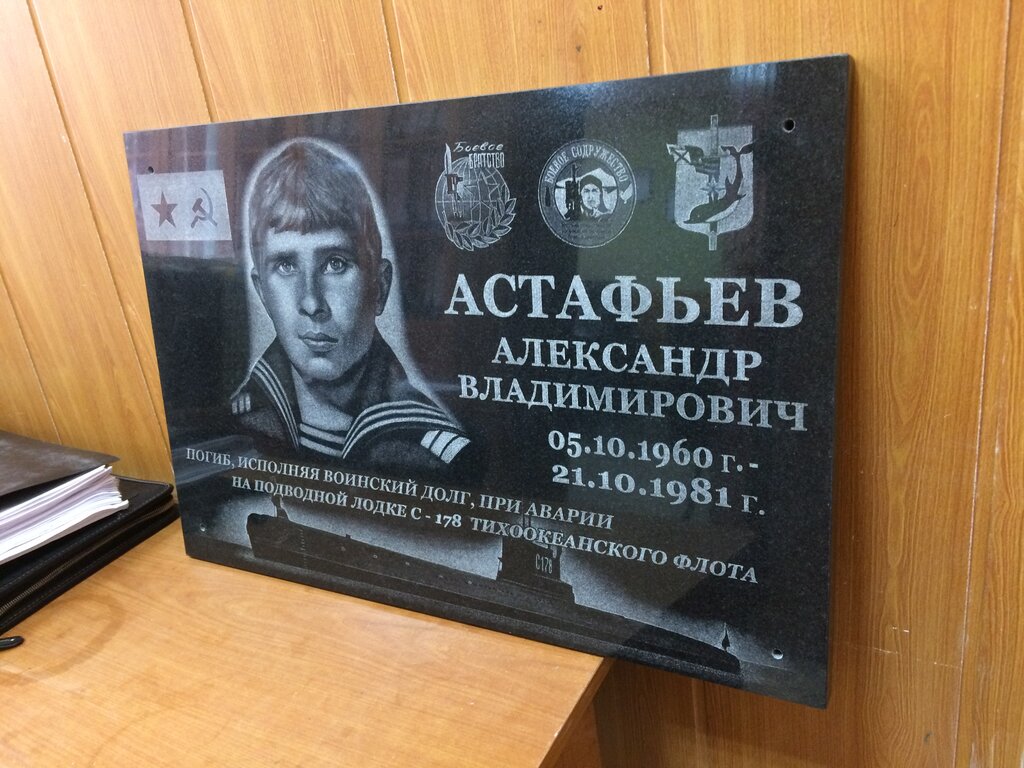 Боевое
БРАТСТВО
БОЕВОЕ СОДРУЖЕСТВО
АСТАФЬЕВ
АЛЕКСАНДР
ВЛАДИМИРОВИЧ
05.10.1960 г.-
21.10.1981 г.
ПОГИБ, ИСПОЛНЯЯ ВОИНСКИЙ ДОЛГ, ПРИ АВАРИИ
НА ПОДВОДНОЙ ЛОДКЕ С - 178 ТИХООКЕАНСКОГО ФЛОТА
С178